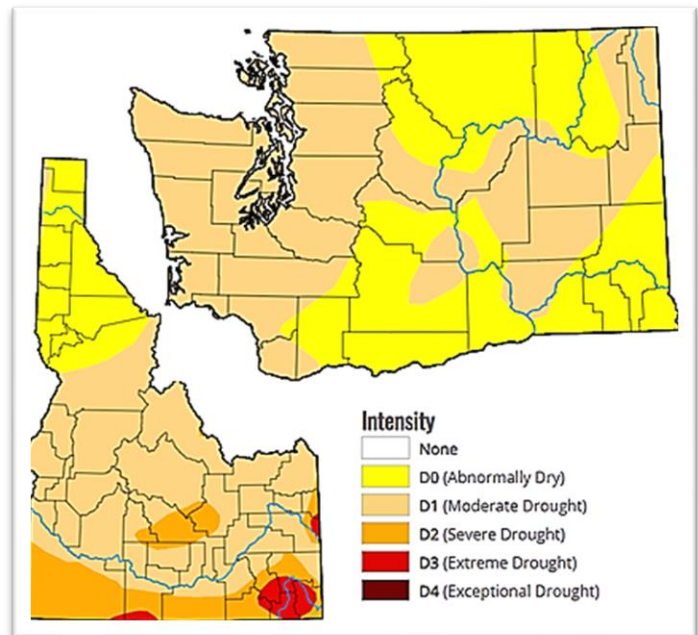 Intensity
None
D0 (Abnormally Dry)
D1 (Moderate Drought)
D2 (Severe Drought)
D3 (Extreme Drought)
D4 (Exceptional Drought)